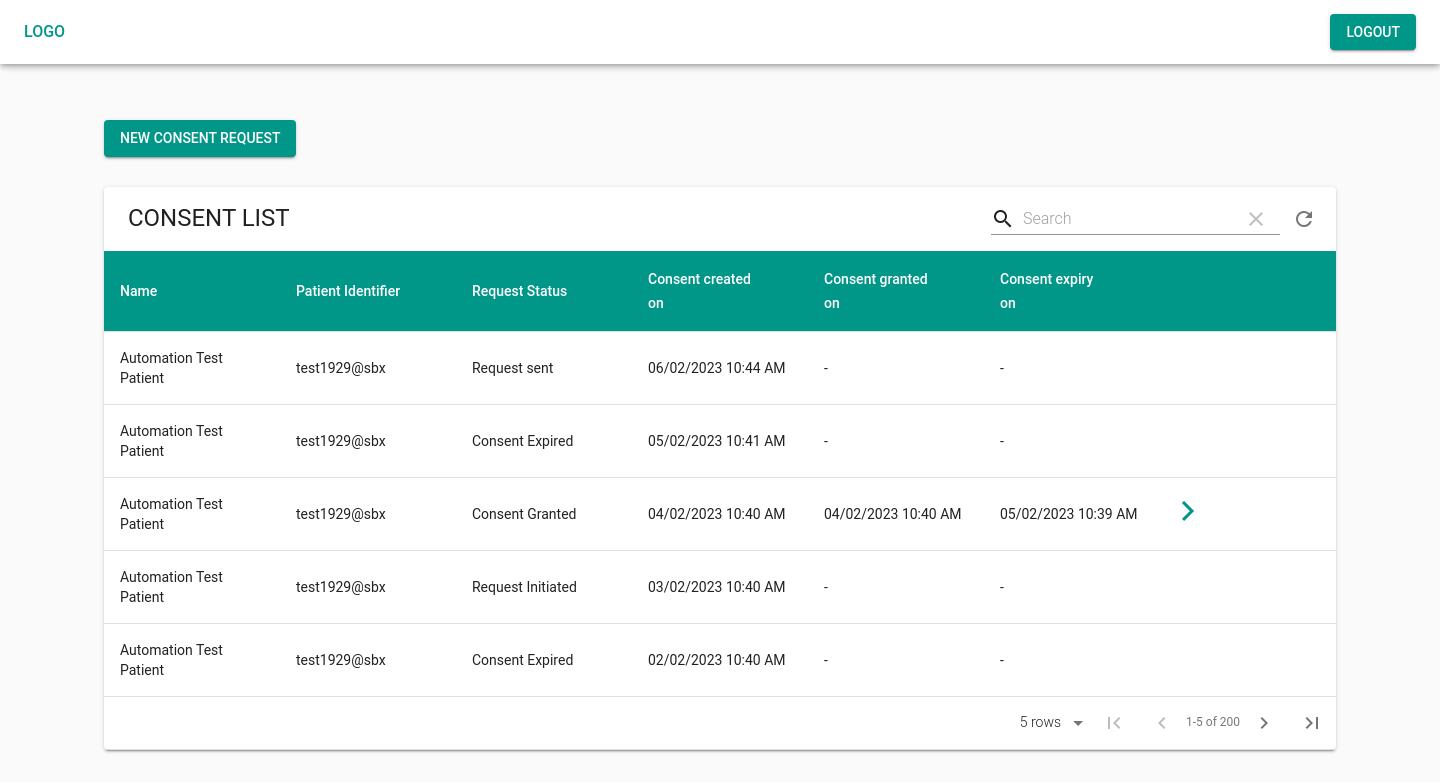 LOGO
LOGOUT
NEW CONSENT REQUEST
CONSENT LIST
Search
Name
Patient Identifier
Request Status
Consent created
on
Consent granted
on
Consent expiry
on
Automation Test
Patient
test1929@sbx
Request sent
06/02/2023 10:44 AM
-
-
Automation Test
Patient
test1929@sbx
Consent Expired
05/02/2023 10:41 AM
-
-
Automation Test
Patient
test1929@sbx
Consent Granted
04/02/2023 10:40 AM
04/02/2023 10:40 AM
05/02/2023 10:39 AM
Automation Test
Patient
test1929@sbx
Request Initiated
03/02/2023 10:40 AM
-
-
Automation Test
Patient
test1929@sbx
Consent Expired
02/02/2023 10:40 AM
-
-
5 rows
1-5 of 200